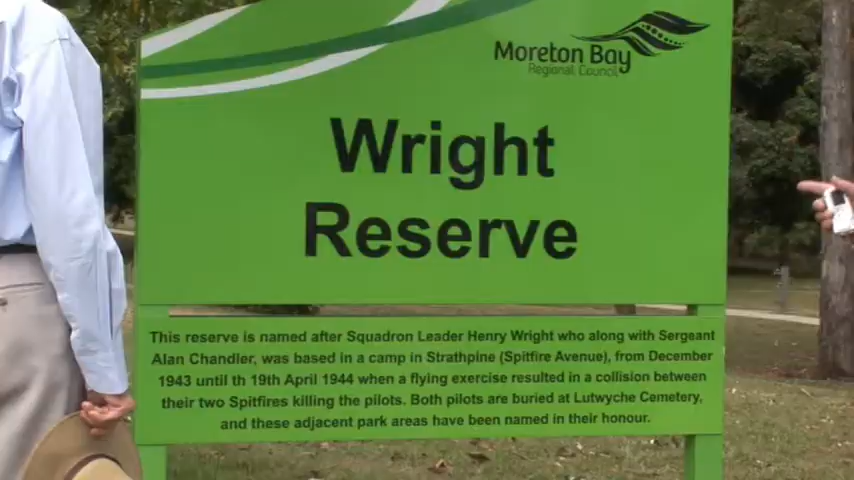 Moreton Bay
Regional Council
Wright
Reserve
This reserve is named after Squadron Leader Henry Wright who along with Sergeant
Alan Chandler, was based in a camp in Strathpine (Spitfire Avenue), from December
1943 until th 19th April 1944 when a flying exercise resulted in a collision between
their two Spitfires killing the pilots. Both pilots are buried at Lutwyche Cemetery,
and these adjacent park areas have been named in their honour.